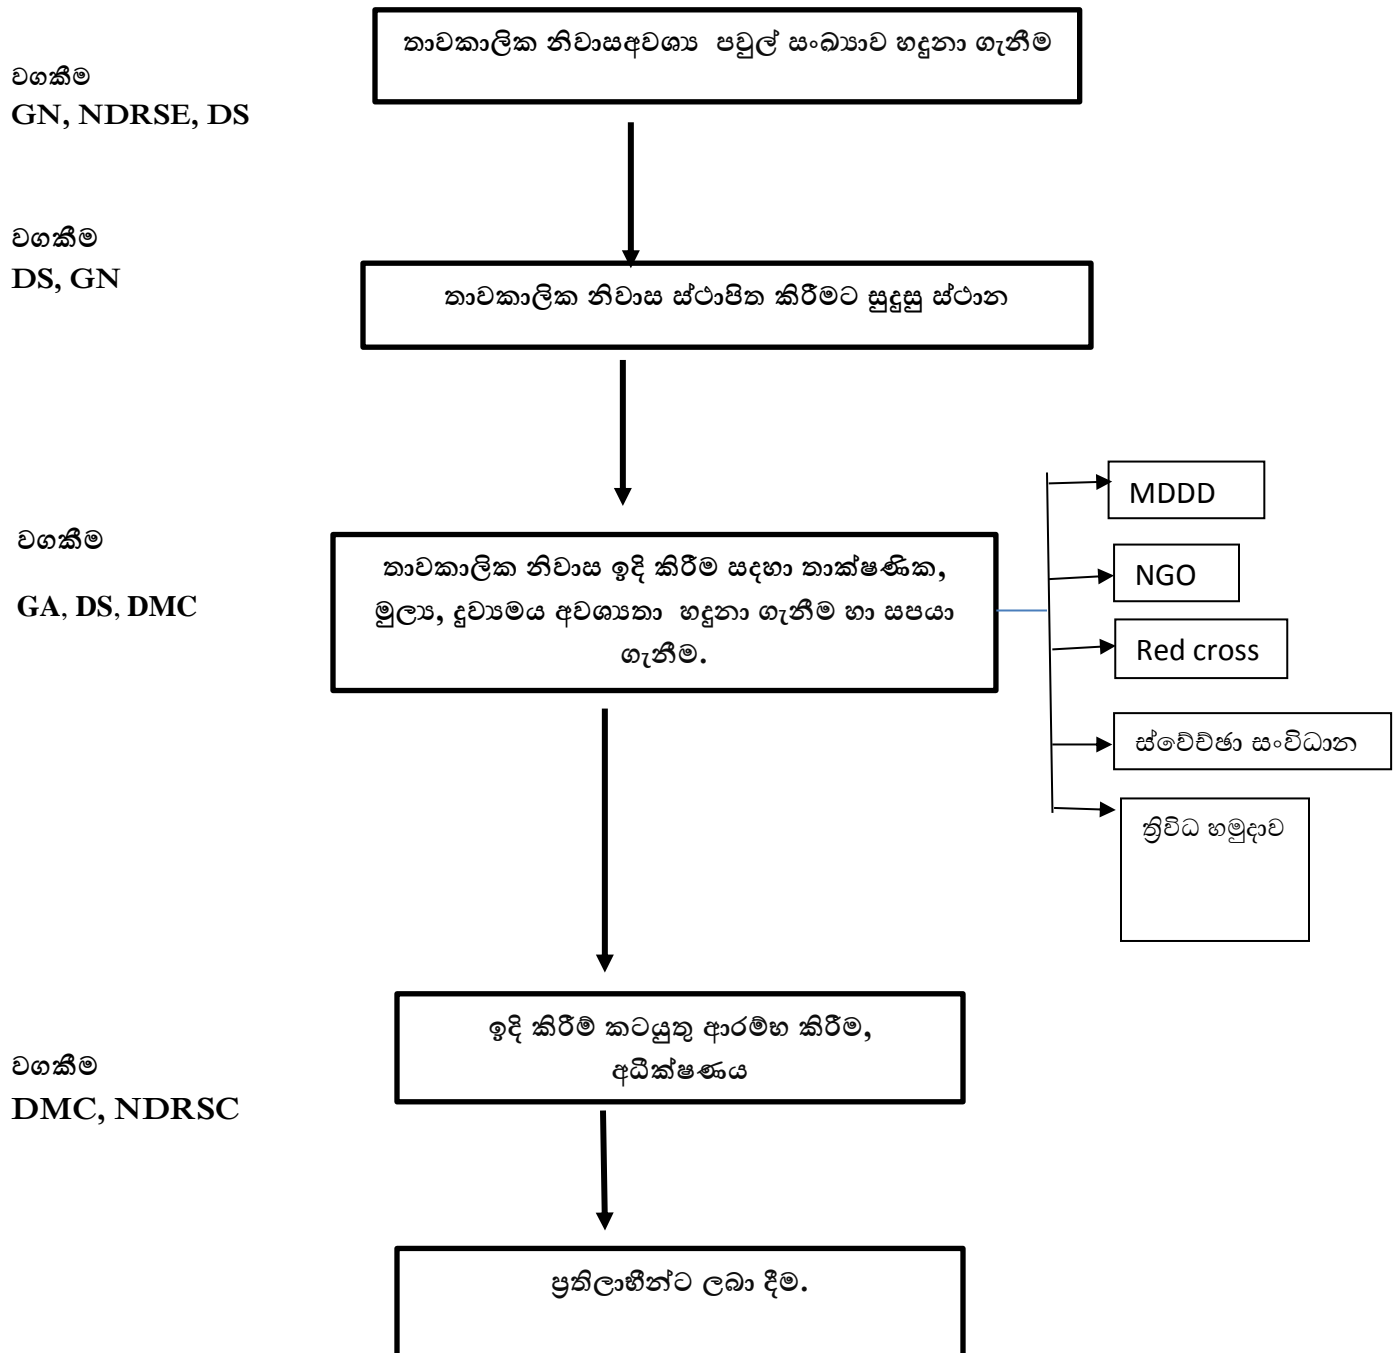 තාවකාලික නිවාසඅවශ්‍ය පවුල් සංඛ්‍යාව හදුනා ගැනීම
වගකීම
GN, NDRSE, DS
වගකීම
DS, GN
තාවකාලික නිවාස ස්ථාපිත කිරීමට සුදුසු ස්ථාන
වගකීම
GA, DS, DMC
තාවකාලික නිවාස ඉදි කිරීම සදහා තාක්ෂණික,
මුල්‍ය, ද්‍රව්‍යමය අවශ්‍යතා හදුනා ගැනීම හා සපයා
ගැනීම.
MDDD
NGO
Red cross
ස්වේච්ඡා සංවිධාන
ත්‍රිවිධ හමුදාව
ඉදි කිරීම් කටයුතු ආරම්භ කිරීම,
අධීක්ෂණය
වගකීම
DMC, NDRSC
ප්‍රතිලාභීන්ට ලබා දීම.